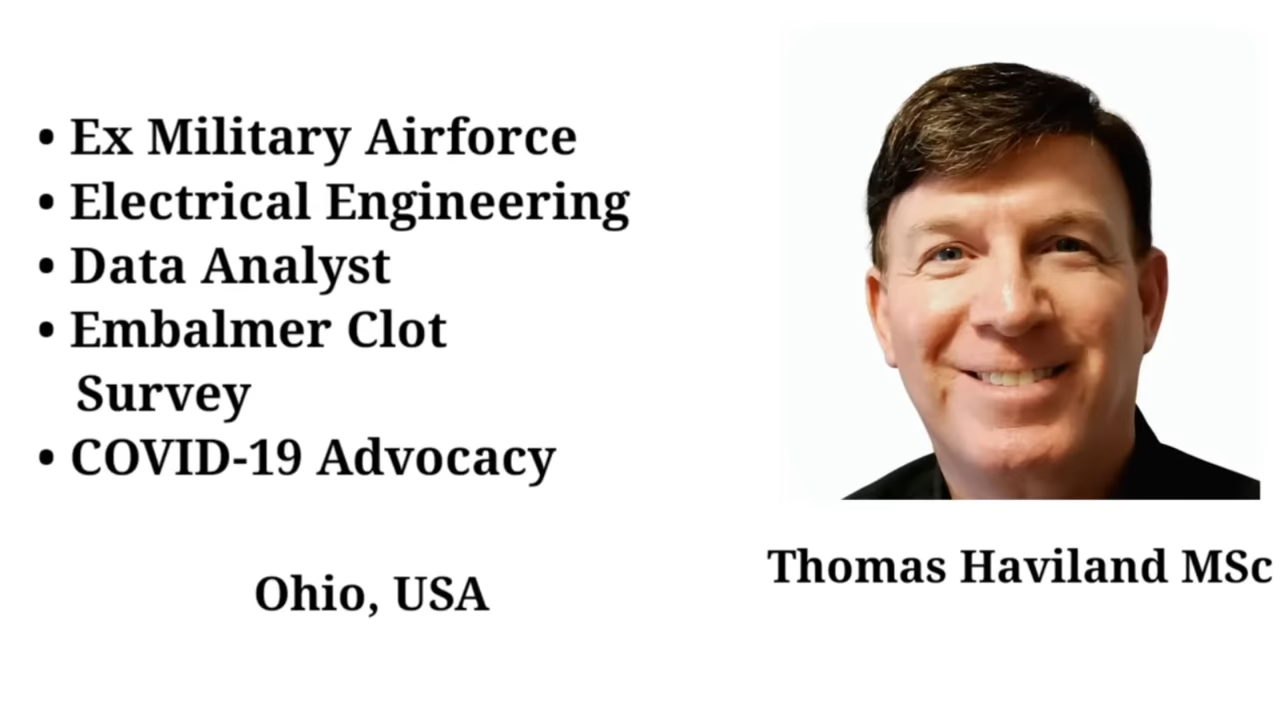 • Ex Military Airforce
• Electrical Engineering
• Data Analyst
• Embalmer Clot
Survey
• COVID-19 Advocacy
Ohio, USA
Thomas Haviland MSc